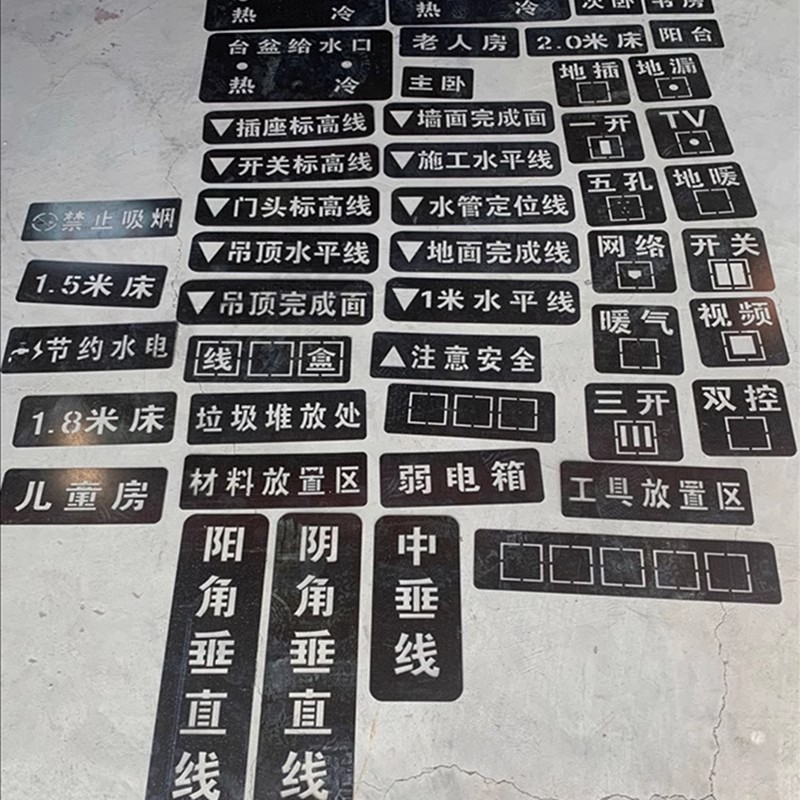 热 冷
热 冷
次卧
书房
台盆给水口
热 冷
老人房
2.0米床
阳台
主卧
地插
地漏
▼插座标高线
▼墙面完成面
一开
TV
▼开关标高线
▼施工水平线
五孔
地暖
禁止吸烟
▼门头标高线
▼水管定位线
网络
开关
1.5米床
▼吊顶水平线
▼地面完成线
▼吊顶完成面
▼1米水平线
暖气
视频
节约水电
线 盒
▲注意安全
1.8米床
垃圾堆放处
三开
双控
儿童房
材料放置区
弱电箱
工具放置区
阳角垂直线
阴角垂直线
中垂线